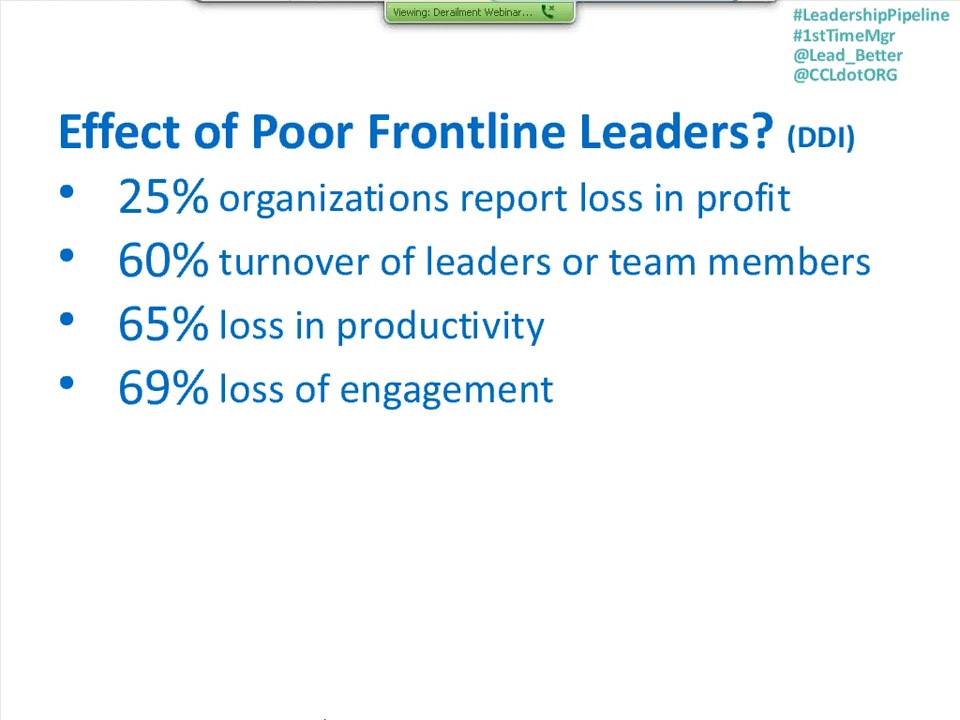 Viewing: Derailment Webinar...
#LeadershipPipeline
#1stTimeMgr
@Lead_Better
@CCLdotORG
Effect of Poor Frontline Leaders? (DDI)
• 25% organizations report loss in profit
• 60% turnover of leaders or team members
• 65% loss in productivity
• 69% loss of engagement